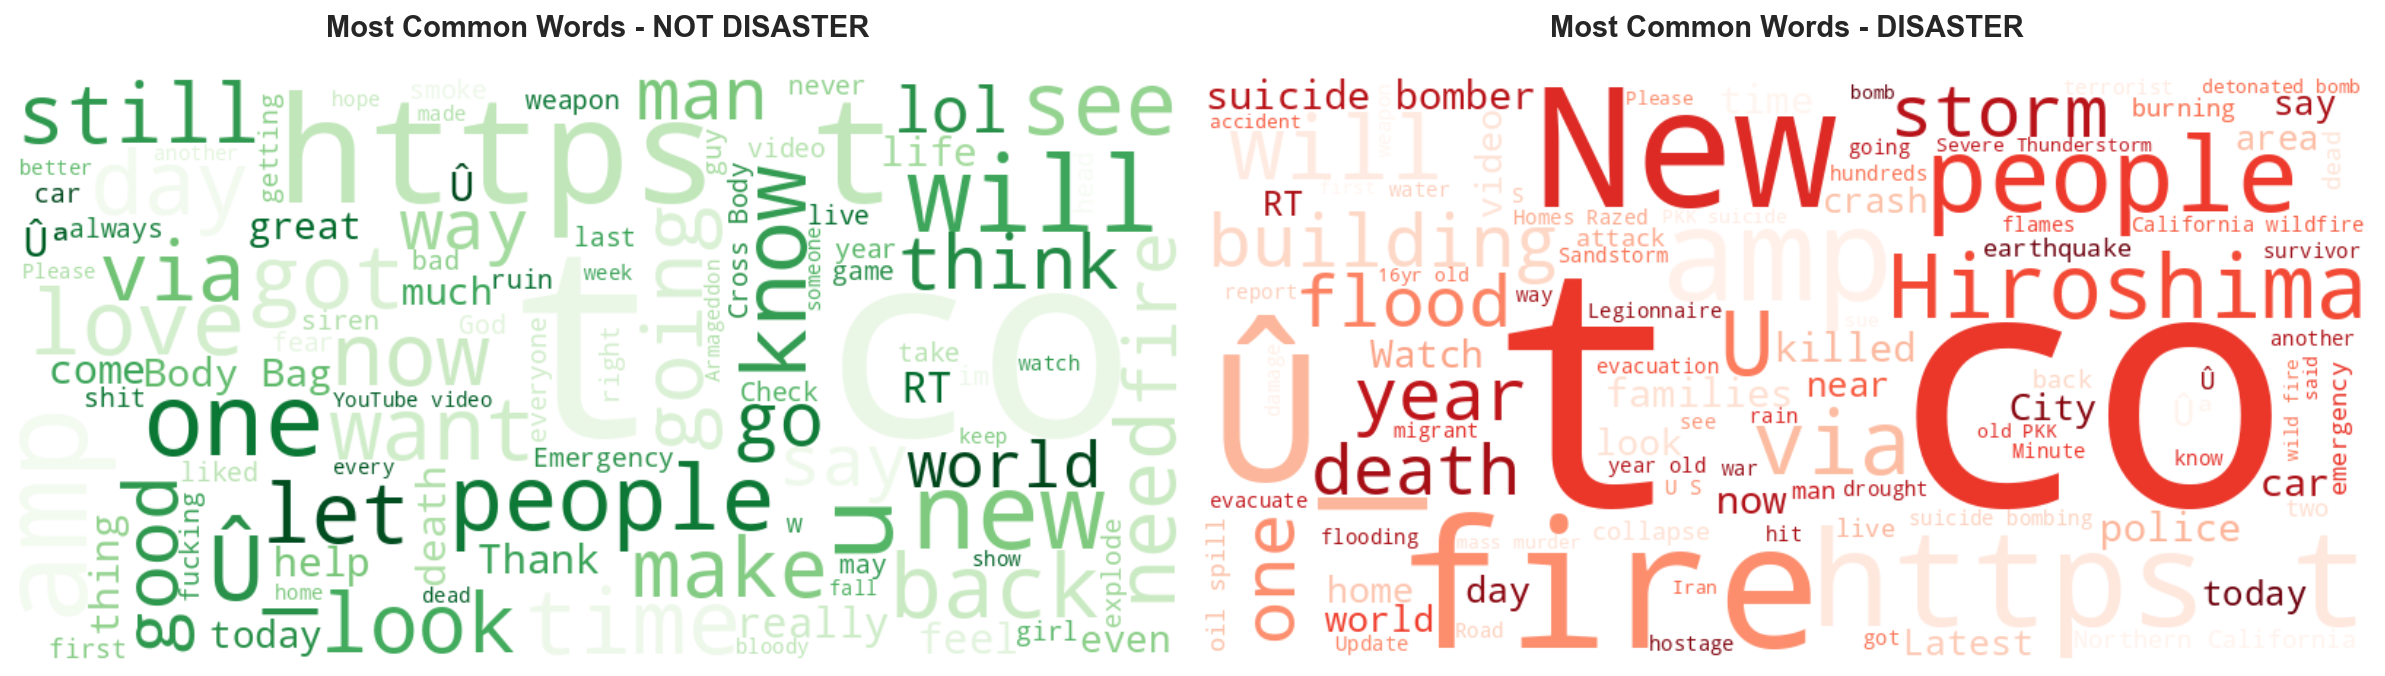 Most Common Words - NOT DISASTER
still
hope
smoke
made
weapon
man
never
lol
see
https t
getting
better
another
day
car
Û
guy
video
life
will
head
Ûª
always
great
way
last
live
know
Cross Body
someone
year
think
Please
via
got
bad
much
ruin
week
going
Armageddon
game
love
siren
God
fear
now
t co
right
everyone
take
im
watch
needfire
come
Body Bag
shit
YouTube video
Check
RT
one
want
go
keep
amp
liked
every
Emergency
say
world
good
fucking
let
death
people
w
u
new
thing
Û_
help
home
Thank
make
may
show
explode
dead
fall
back
first
today
look
time
really
bloody
feel
girl
even
Most Common Words - DISASTER
suicide bomber
accident
will
weapon
video
New
Please
time
bomb
storm
terrorist
detonated bomb
burning
say
RT
first
water
S
going
Severe Thunderstorm
area
dead
hundreds
people
crash
building
Homes Razed
PKK suicide
attack
Sandstorm
flames
California wildfire
earthquake
survivor
report
flood
16yr old
way
amp
Hiroshima
Legionnaire
sue
Û_
damage
Watch
t co
U
killed
another
evacuation
year
families
near
back
Û
Ûª
City
wild fire
said
emergency
migrant
look
see
rain
via
old PKK
Minute
know
death
year old
war
U S
evacuate
now
man
drought
car
two
oil spill
one
flooding
mass murder
collapse
hit
live
suicide bombing
police
fire
https t
home
day
Iran
today
world
Update
Road
hostage
got
Latest
Northern California